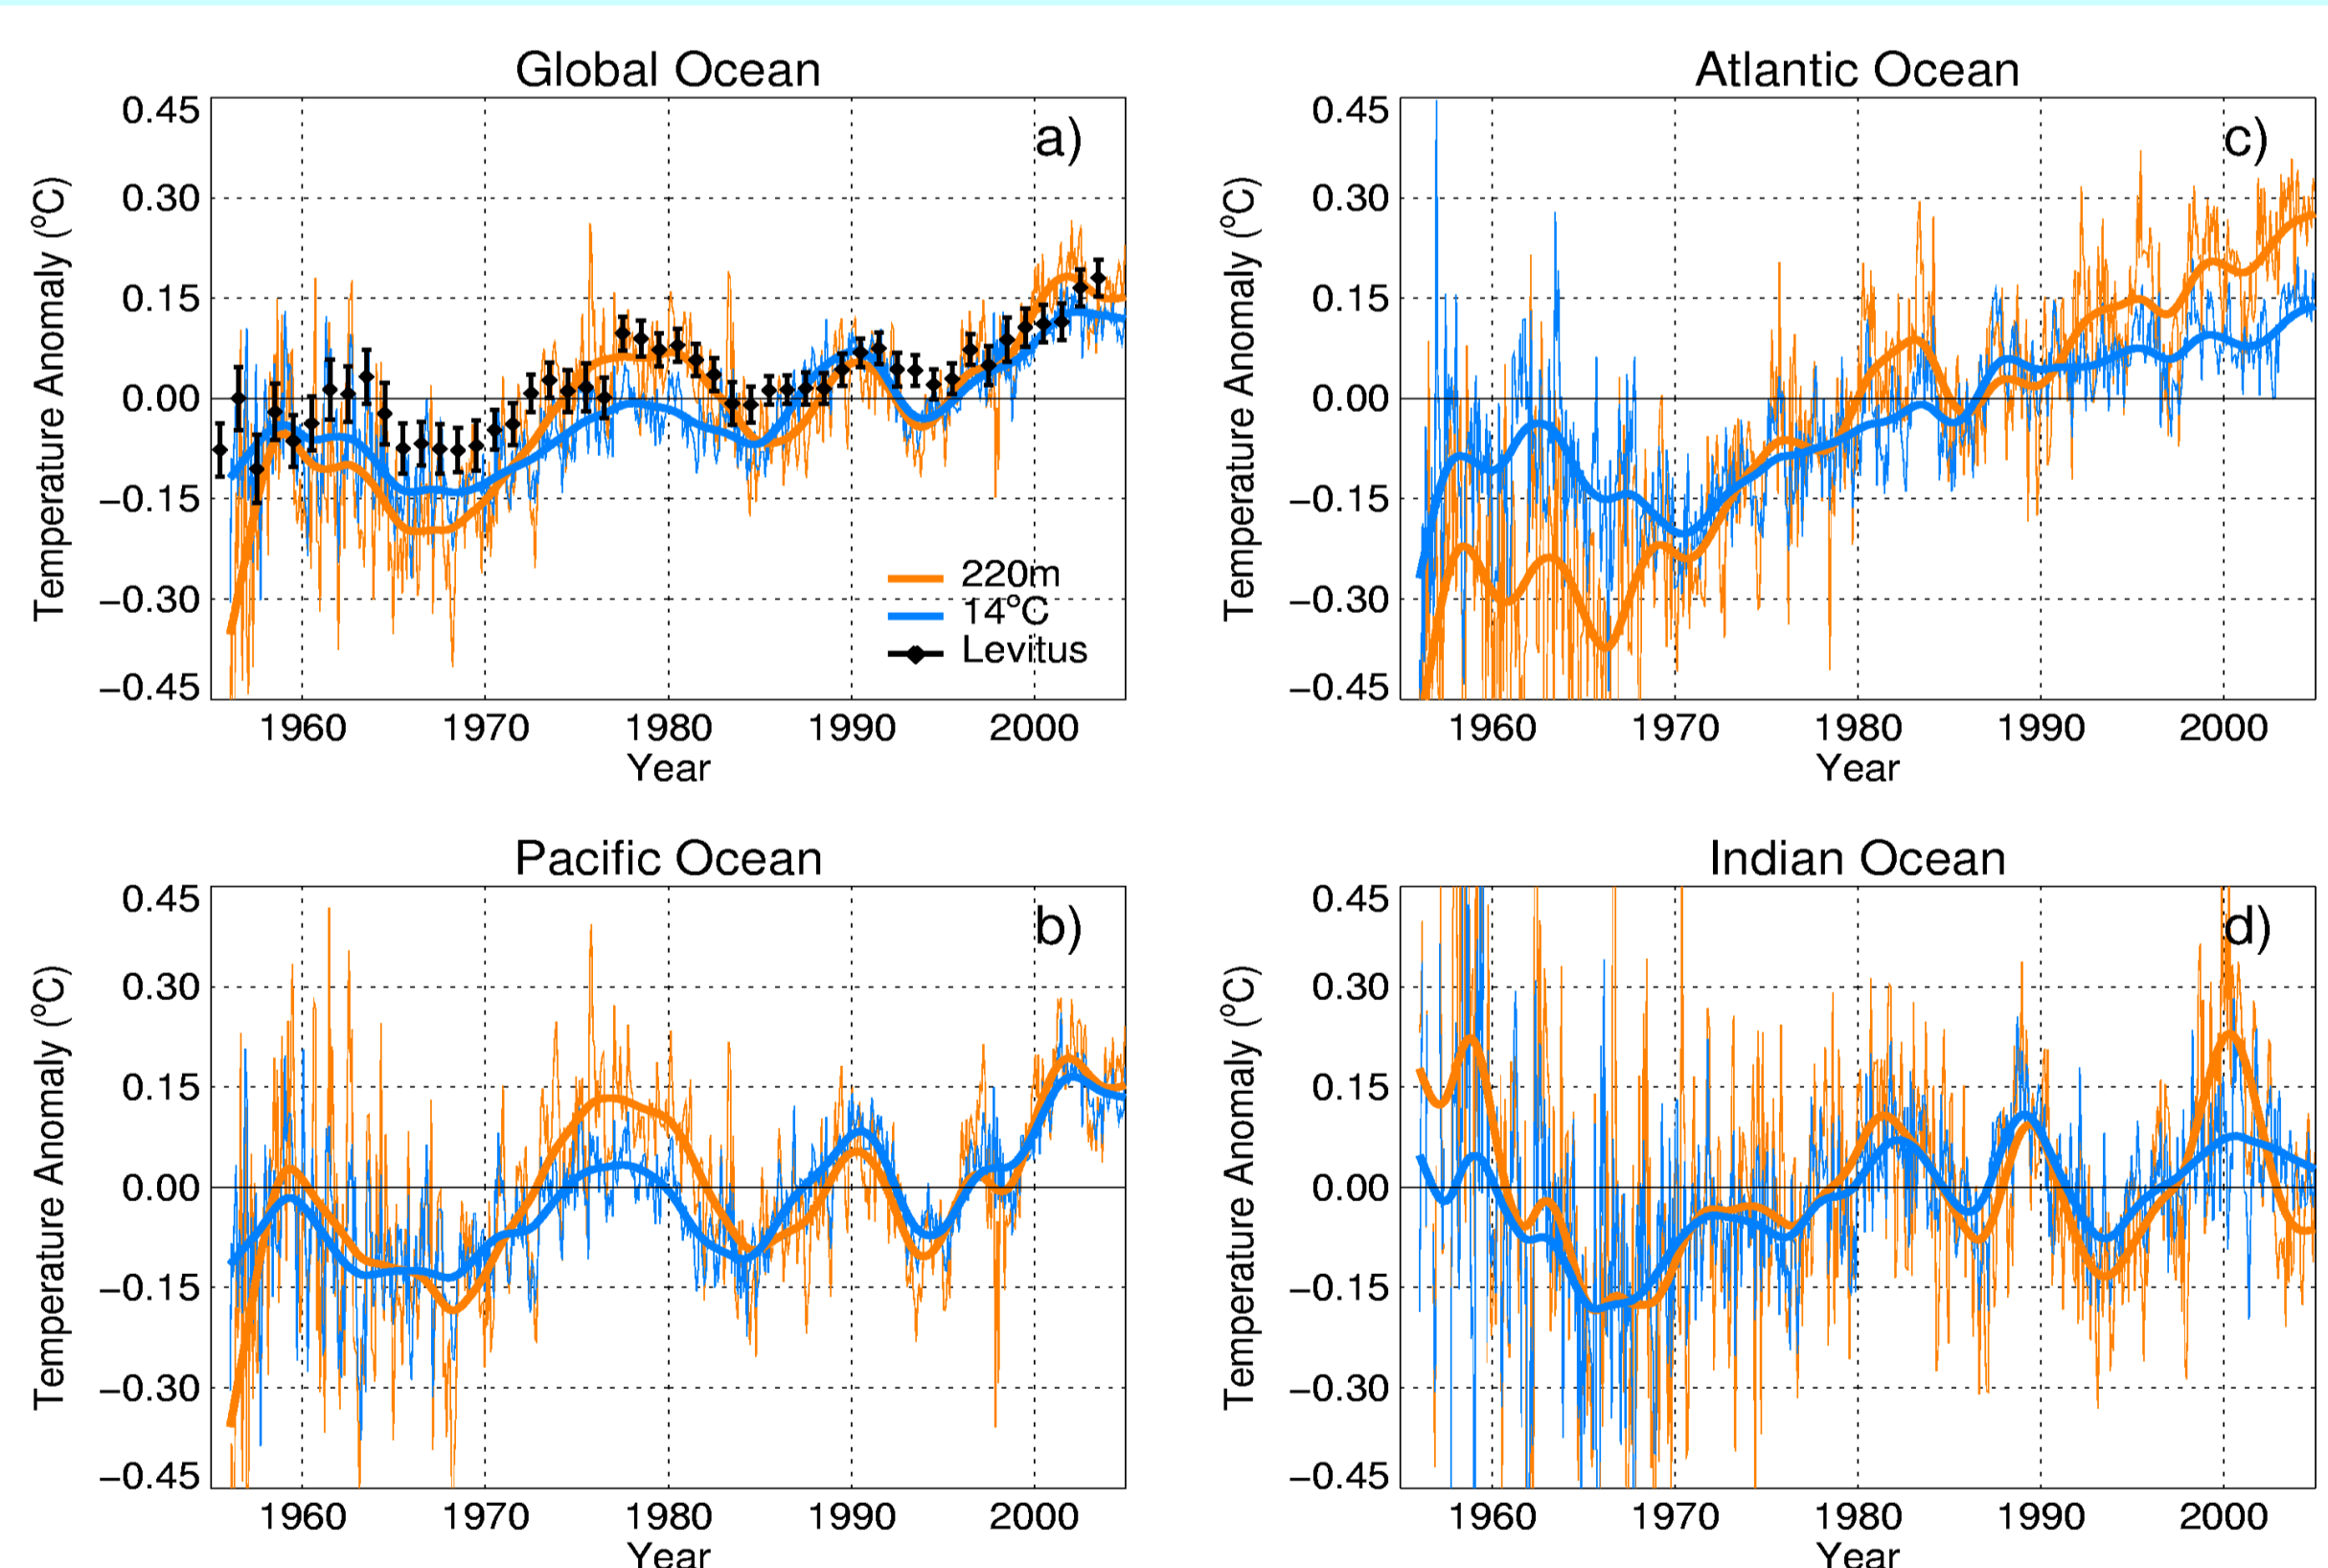 Global Ocean
a)
Temperature Anomaly (°C)
0.45
0.30
0.15
0.00
−0.15
−0.30
−0.45
220m
14°C
Levitus
1960 1970 1980 1990 2000
Year
Atlantic Ocean
c)
Temperature Anomaly (°C)
0.45
0.30
0.15
0.00
−0.15
−0.30
−0.45
1960 1970 1980 1990 2000
Year
Pacific Ocean
b)
Temperature Anomaly (°C)
0.45
0.30
0.15
0.00
−0.15
−0.30
−0.45
1960 1970 1980 1990 2000
Year
Indian Ocean
d)
Temperature Anomaly (°C)
0.45
0.30
0.15
0.00
−0.15
−0.30
−0.45
1960 1970 1980 1990 2000
Year